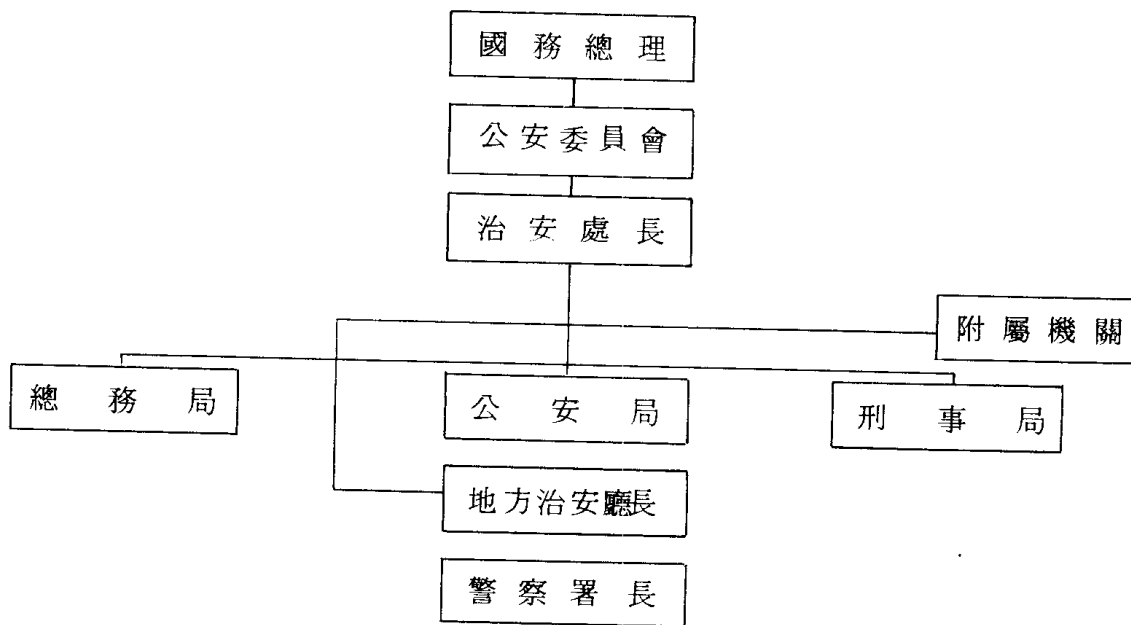 國務總理
公安委員會
治安處長
附屬機關
總務局
公安局
刑事局
地方治安廳長
警察署長